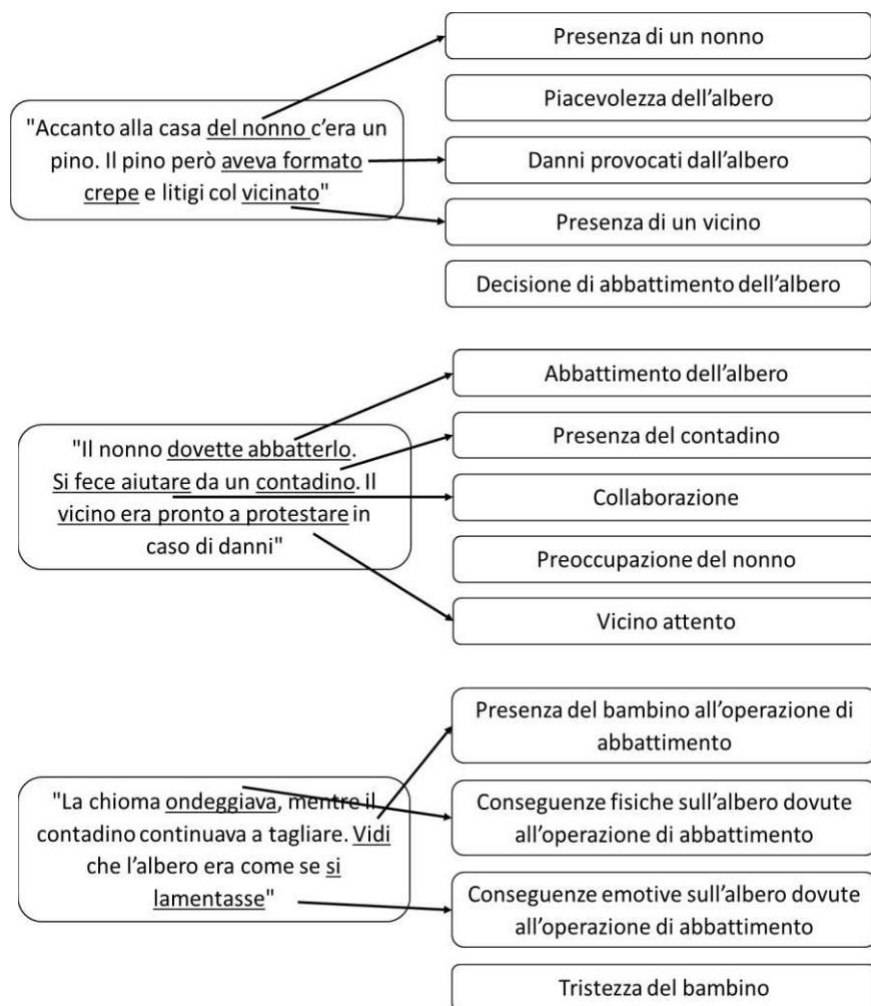 Presenza di un nonno
Piacevolezza dell'albero
"Accanto alla casa del nonno c'era un
pino. Il pino però aveva formato
crepe e litigi col vicinato"
Danni provocati dall'albero
Presenza di un vicino
Decisione di abbattimento dell'albero
Abbattimento dell'albero
"Il nonno dovette abbatterlo.
Si fece aiutare da un contadino. Il
vicino era pronto a protestare in
caso di danni"
Presenza del contadino
Collaborazione
Preoccupazione del nonno
Vicino attento
Presenza del bambino all'operazione di
abbattimento
"La chioma ondeggiava, mentre il
contadino continuava a tagliare. Vidi
che l'albero era come se si
lamentasse"
Conseguenze fisiche sull'albero dovute
all'operazione di abbattimento
Conseguenze emotive sull'albero dovute
all'operazione di abbattimento
Tristezza del bambino